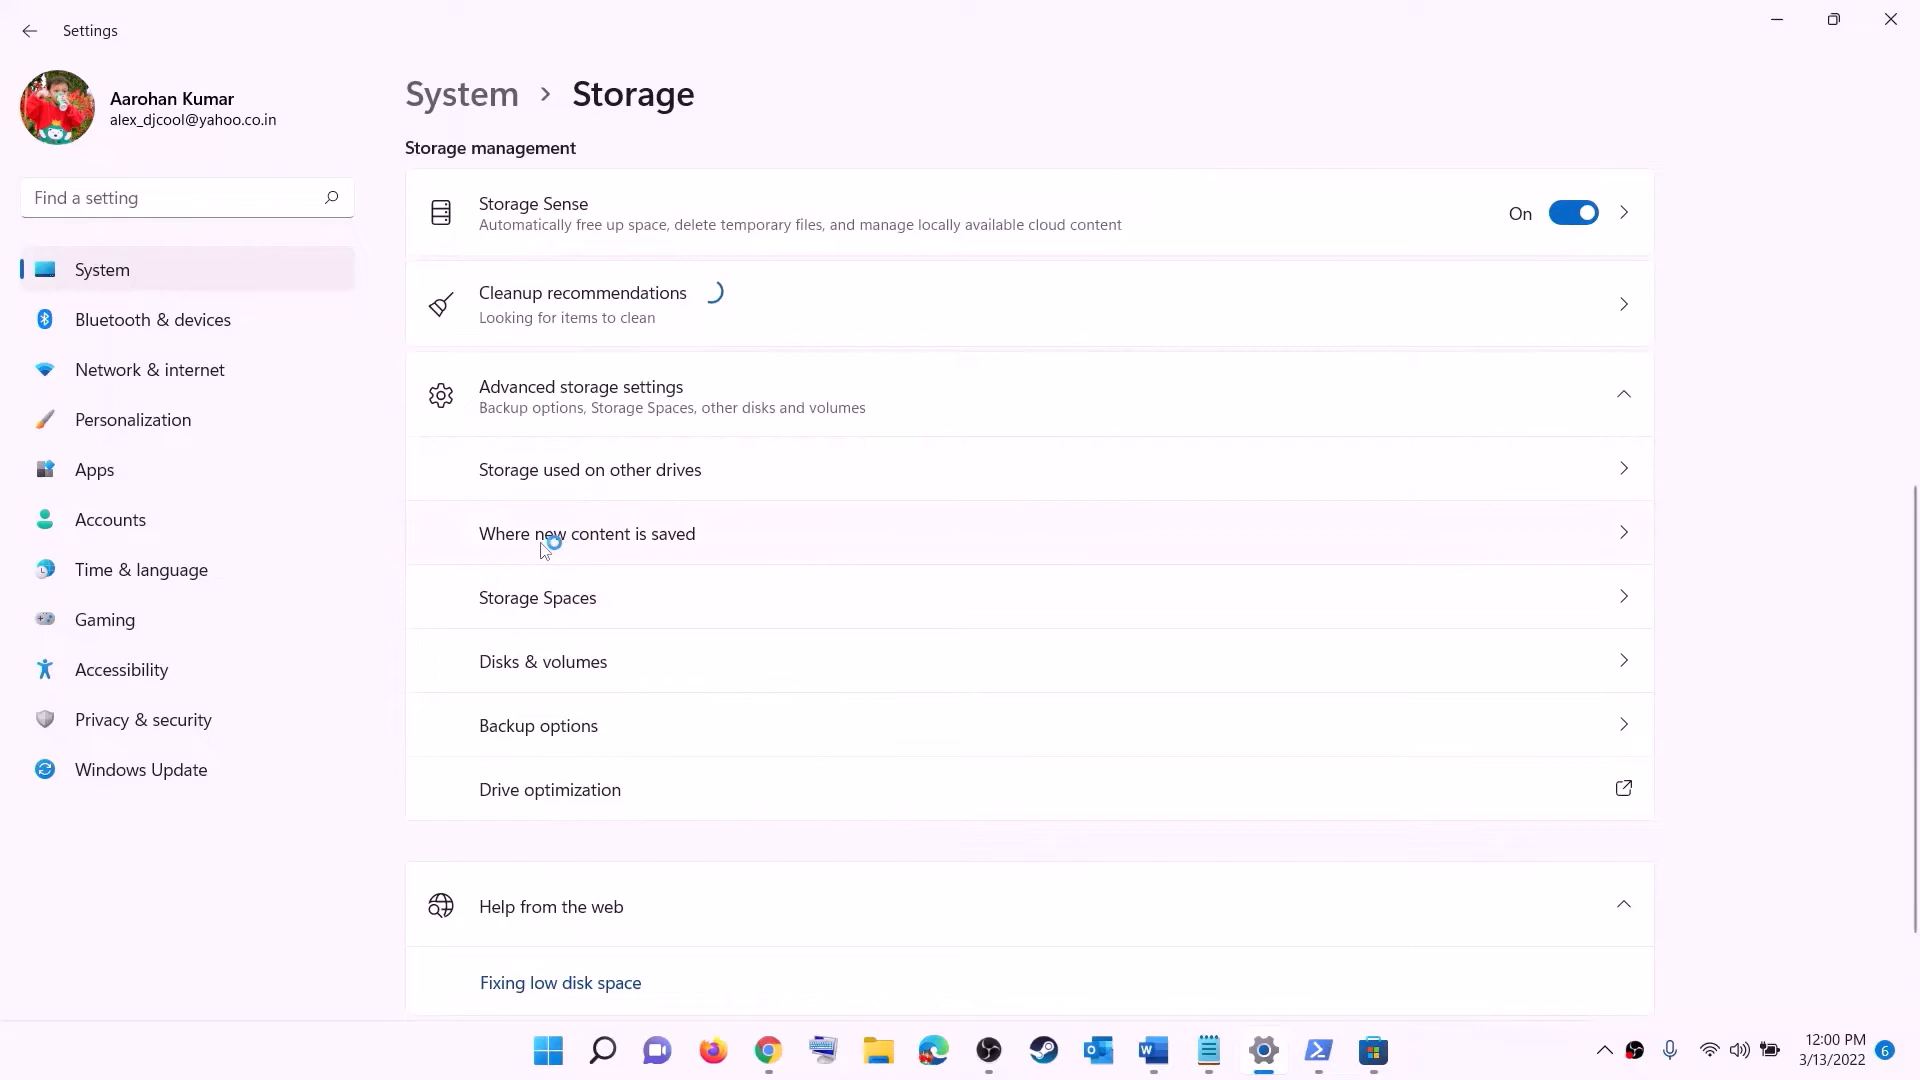 Settings
Aarohan Kumar
alex_djcool@yahoo.co.in
Find a setting
System
Bluetooth & devices
Network & internet
Personalization
Apps
Accounts
Time & language
Gaming
Accessibility
Privacy & security
Windows Update
System > Storage
Storage management
Storage Sense
Automatically free up space, delete temporary files, and manage locally available cloud content
On
Cleanup recommendations
Looking for items to clean
Advanced storage settings
Backup options, Storage Spaces, other disks and volumes
Storage used on other drives
Where new content is saved
Storage Spaces
Disks & volumes
Backup options
Drive optimization
Help from the web
Fixing low disk space
12:00 PM
3/13/2022
6